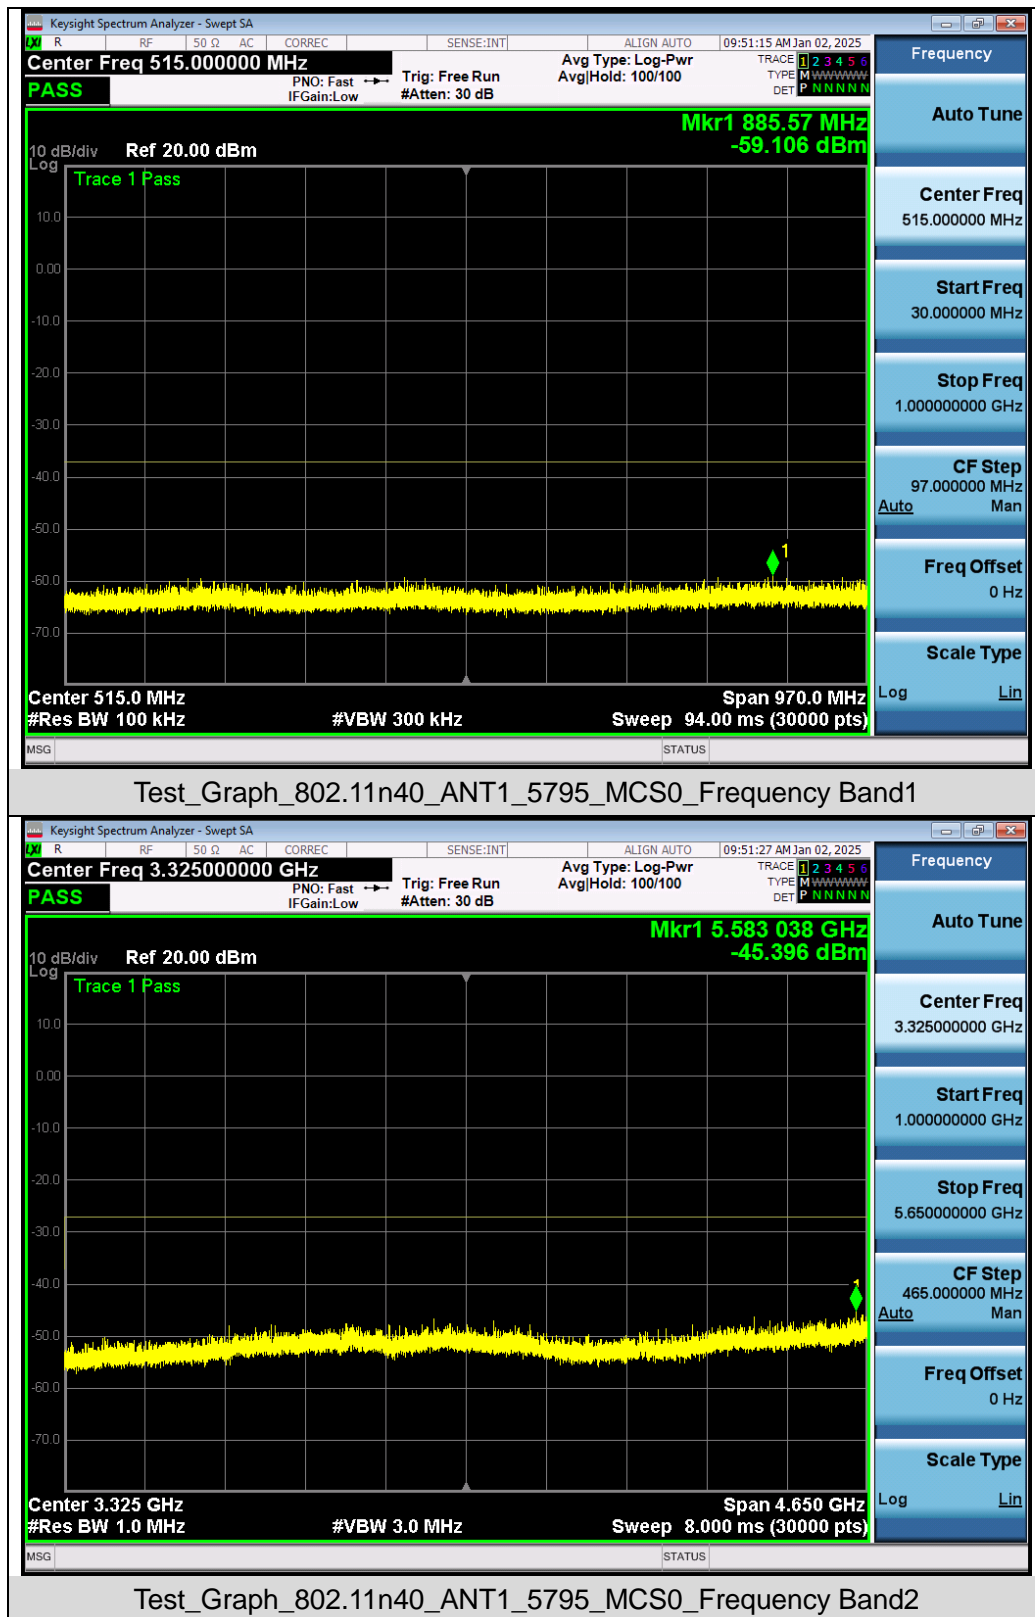 Keysight Spectrum Analyzer - Swept SA
LXI R RF 50 Ω AC CORREC SENSE:INT ALIGN AUTO 09:51:15 AM Jan 02, 2025
Center Freq 515.000000 MHz
PASS
PNO: Fast
IFGain:Low
Trig: Free Run
#Atten: 30 dB
Avg Type: Log-Pwr
Avg|Hold: 100/100
TRACE 1 2 3 4 5 6
TYPE M WWWWW
DET P N N N N N
Mkr1 885.57 MHz
-59.106 dBm
10 dB/div Ref 20.00 dBm
Log
Trace 1 Pass
10.0
0.00
-10.0
-20.0
-30.0
-40.0
-50.0
-60.0
-70.0
1
Center 515.0 MHz Span 970.0 MHz
#Res BW 100 kHz #VBW 300 kHz Sweep 94.00 ms (30000 pts)
MSG STATUS
Frequency
Auto Tune
Center Freq
515.000000 MHz
Start Freq
30.000000 MHz
Stop Freq
1.000000000 GHz
CF Step
97.000000 MHz
Auto Man
Freq Offset
0 Hz
Scale Type
Log Lin
Test_Graph_802.11n40_ANT1_5795_MCS0_Frequency Band1
Keysight Spectrum Analyzer - Swept SA
LXI R RF 50 Ω AC CORREC SENSE:INT ALIGN AUTO 09:51:27 AM Jan 02, 2025
Center Freq 3.325000000 GHz
PASS
PNO: Fast
IFGain:Low
Trig: Free Run
#Atten: 30 dB
Avg Type: Log-Pwr
Avg|Hold: 100/100
TRACE 1 2 3 4 5 6
TYPE M WWWWW
DET P N N N N N
Mkr1 5.583 038 GHz
-45.396 dBm
10 dB/div Ref 20.00 dBm
Log
Trace 1 Pass
10.0
0.00
-10.0
-20.0
-30.0
-40.0
-50.0
-60.0
-70.0
1
Center 3.325 GHz Span 4.650 GHz
#Res BW 1.0 MHz #VBW 3.0 MHz Sweep 8.000 ms (30000 pts)
MSG STATUS
Frequency
Auto Tune
Center Freq
3.325000000 GHz
Start Freq
1.000000000 GHz
Stop Freq
5.650000000 GHz
CF Step
465.000000 MHz
Auto Man
Freq Offset
0 Hz
Scale Type
Log Lin
Test_Graph_802.11n40_ANT1_5795_MCS0_Frequency Band2